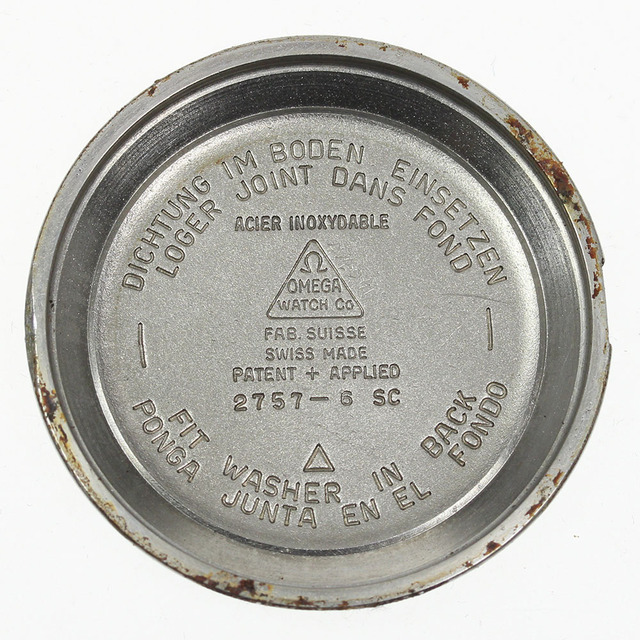 DICHTUNG IM BODEN EINSETZEN
LOGER JOINT DANS FOND
ACIER INOXYDABLE
Ω
OMEGA
WATCH Co
FAB. SUISSE
SWISS MADE
PATENT + APPLIED
2757-6 SC
FIT WASHER IN BACK
PONGA JUNTA EN EL FONDO